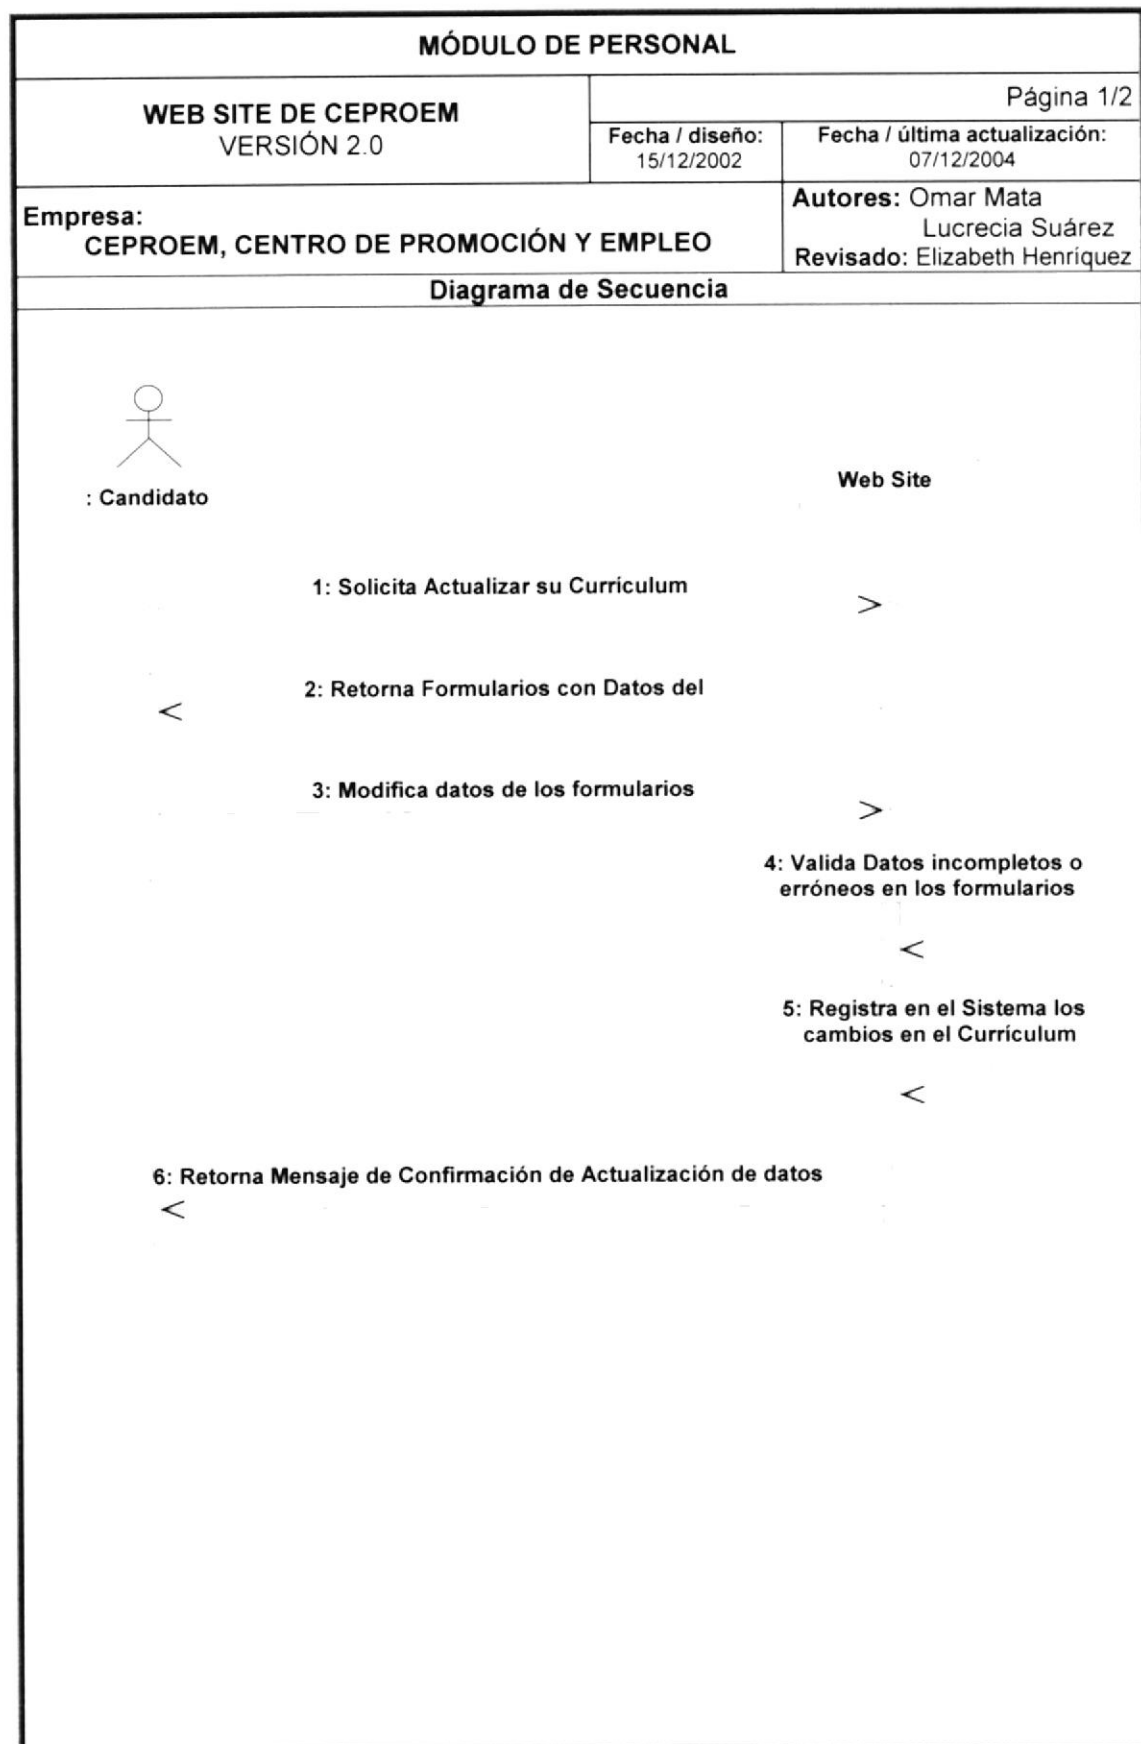 MÓDULO DE PERSONAL
WEB SITE DE CEPROEM
VERSIÓN 2.0
Página 1/2
Fecha / diseño:
15/12/2002
Fecha / última actualización:
07/12/2004
Empresa:
CEPROEM, CENTRO DE PROMOCIÓN Y EMPLEO
Autores: Omar Mata
Lucrecia Suárez
Revisado: Elizabeth Henríquez
Diagrama de Secuencia
: Candidato
Web Site
1: Solicita Actualizar su Currículum
2: Retorna Formularios con Datos del
3: Modifica datos de los formularios
4: Valida Datos incompletos o
erróneos en los formularios
5: Registra en el Sistema los
cambios en el Currículum
6: Retorna Mensaje de Confirmación de Actualización de datos